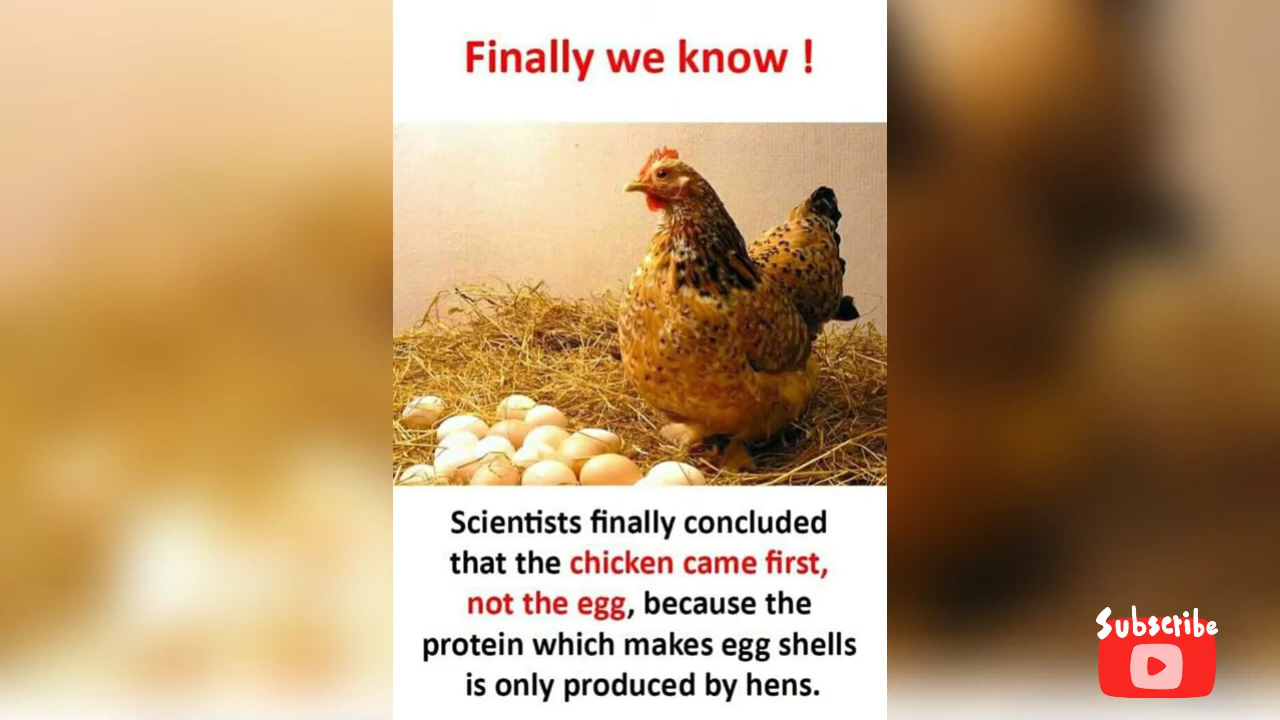 Finally we know !
Scientists finally concluded
that the chicken came first,
not the egg, because the
protein which makes egg shells
is only produced by hens.
Subscribe